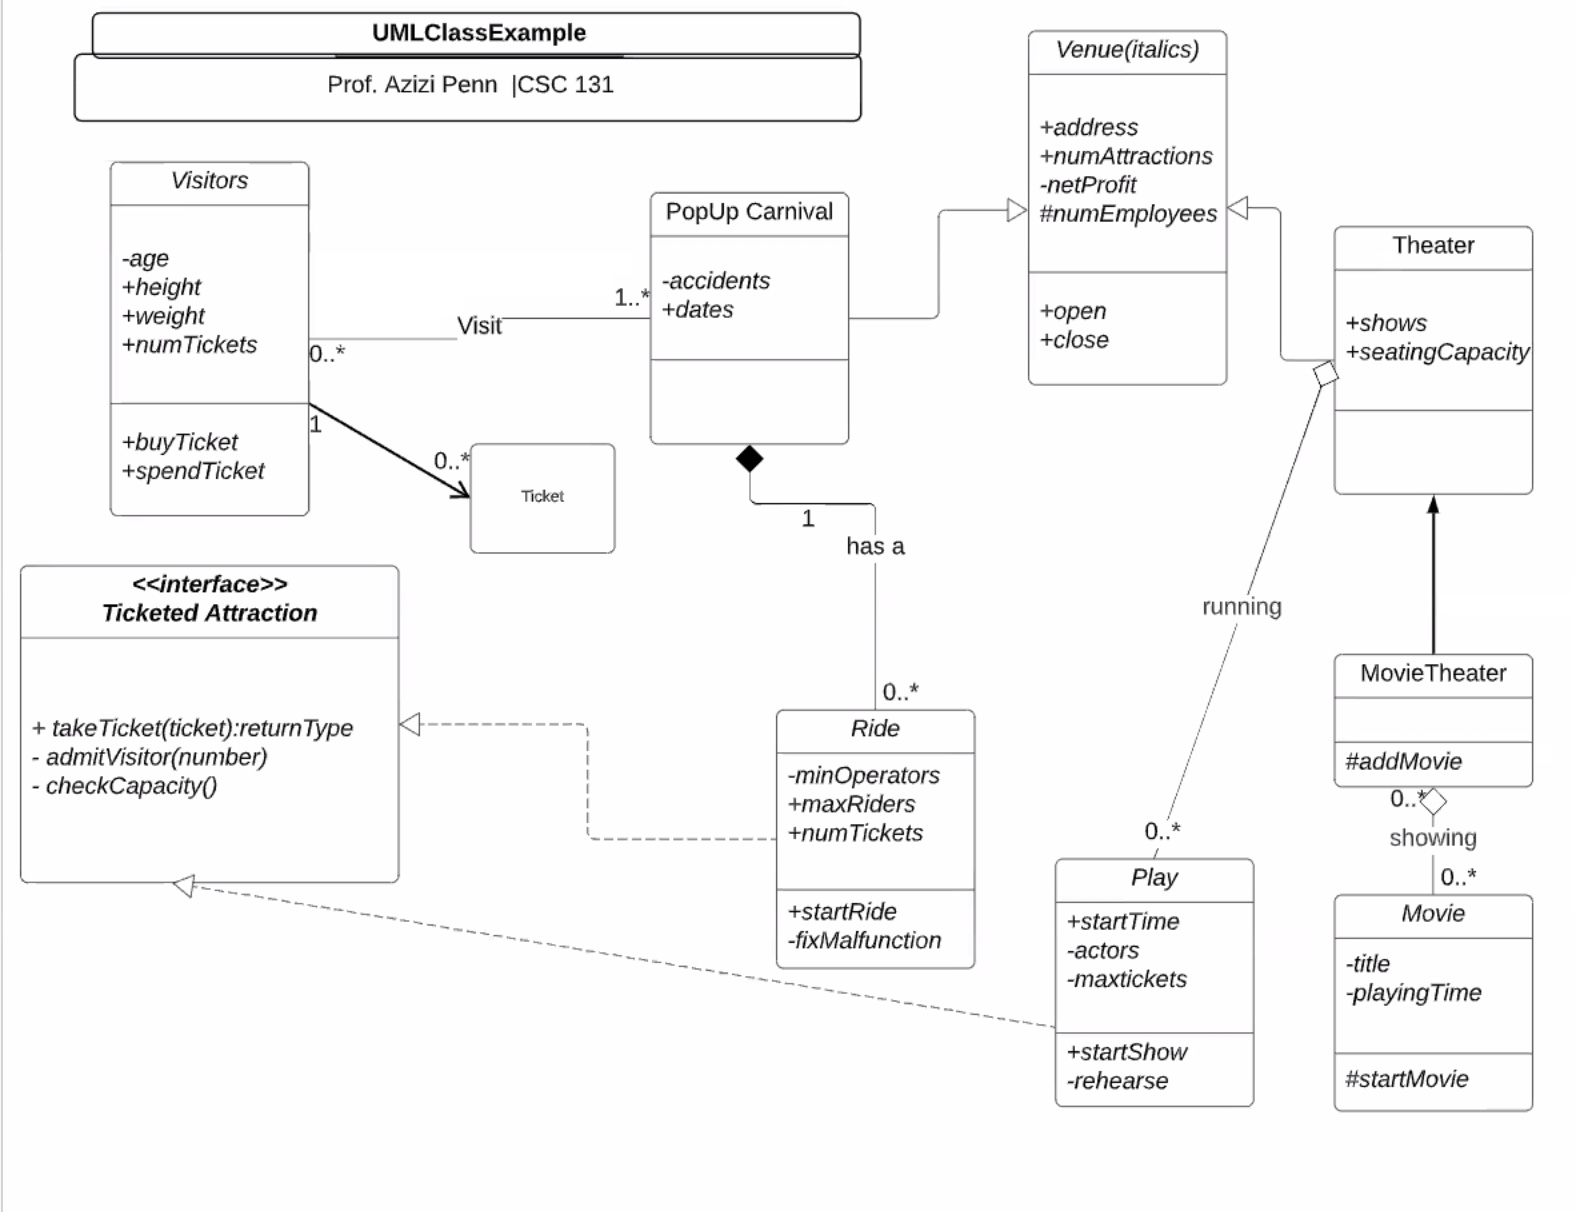 UMLClassExample
Prof. Azizi Penn  |CSC 131
Visitors
-age
+height
+weight
+numTickets
+buyTicket
+spendTicket
0..*
Visit
1..*
1
0..*
Ticket
PopUp Carnival
-accidents
+dates
1
has a
0..*
Venue(italics)
+address
+numAttractions
-netProfit
#numEmployees
+open
+close
Theater
+shows
+seatingCapacity
running
0..*
<<interface>>
Ticketed Attraction
+ takeTicket(ticket):returnType
- admitVisitor(number)
- checkCapacity()
Ride
-minOperators
+maxRiders
+numTickets
+startRide
-fixMalfunction
Play
+startTime
-actors
-maxtickets
+startShow
-rehearse
MovieTheater
#addMovie
0..*
showing
0..*
Movie
-title
-playingTime
#startMovie